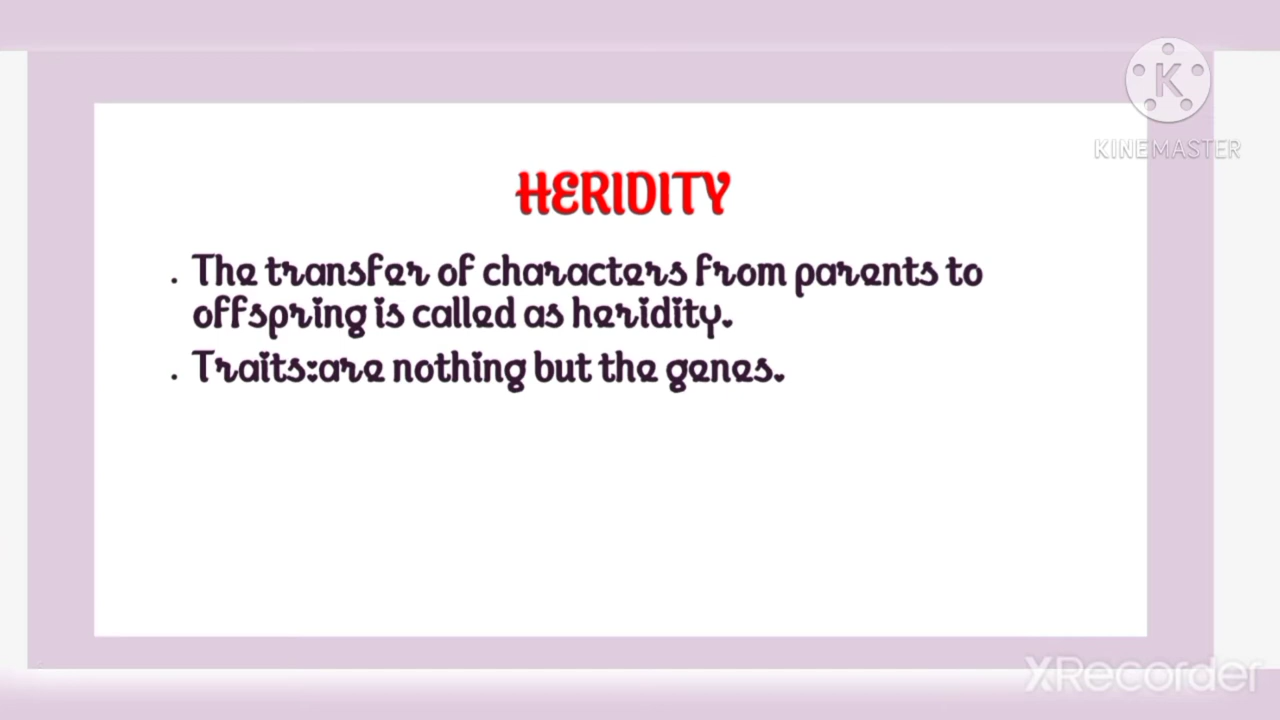 K
KINEMASTER
HERIDITY
. The transfer of characters from parents to
offspring is called as heridity.
. Traits:are nothing but the genes.
XRecorder